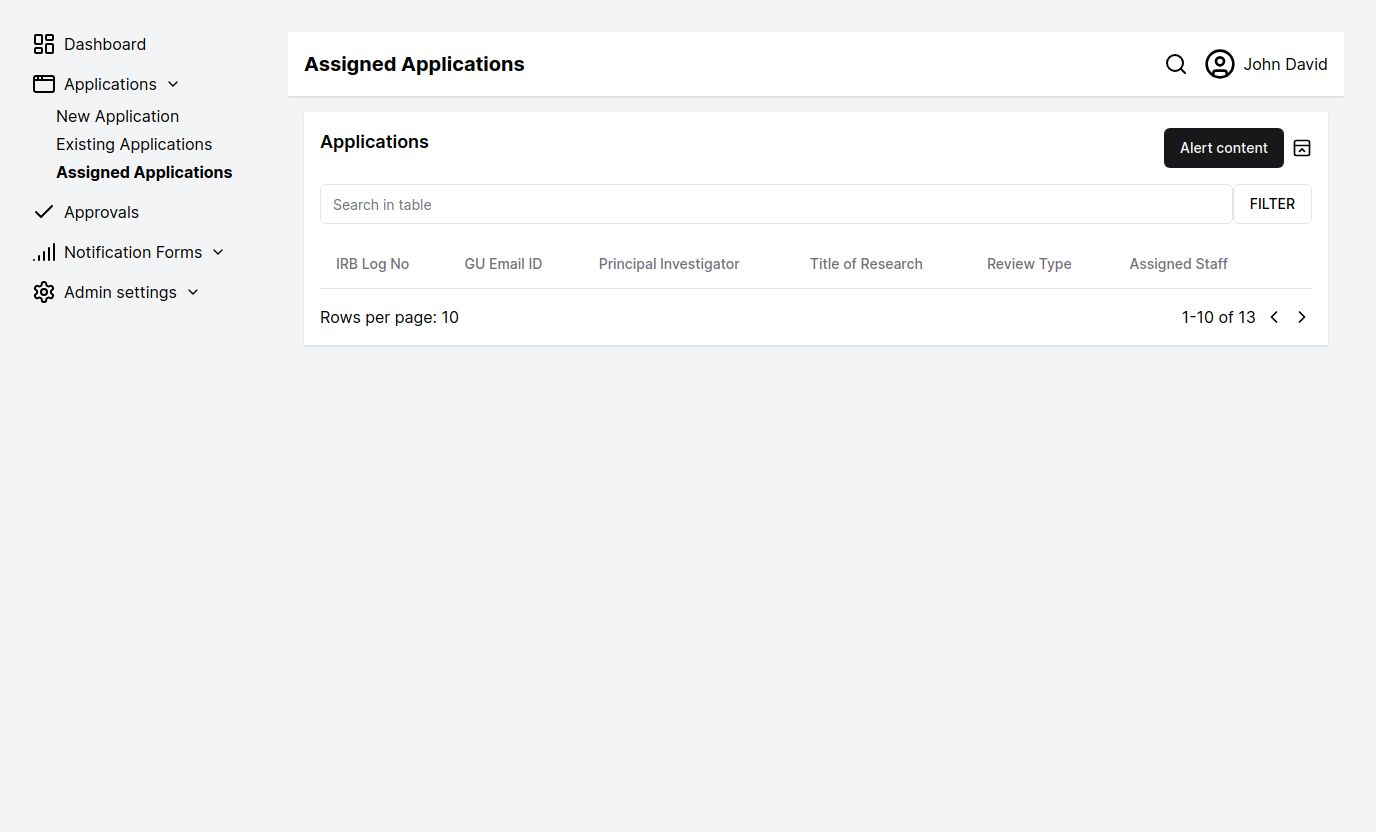 Dashboard
Applications
New Application
Existing Applications
Assigned Applications
Approvals
Notification Forms
Admin settings
Assigned Applications
John David
Applications
Alert content
Search in table
FILTER
IRB Log No GU Email ID Principal Investigator Title of Research Review Type Assigned Staff
Rows per page: 10
1-10 of 13